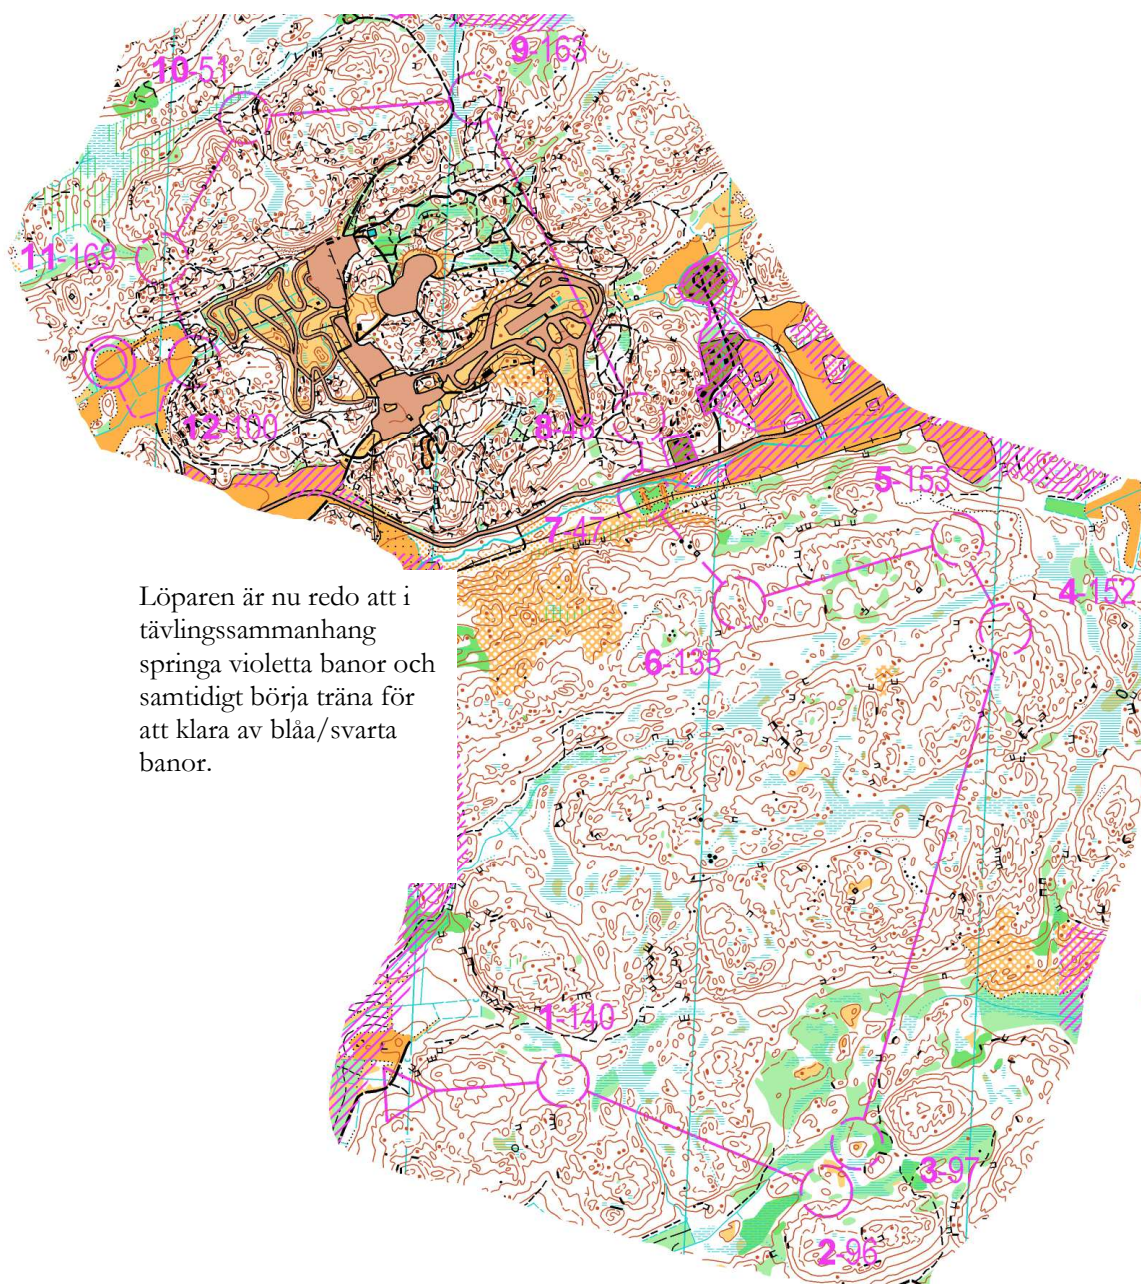 10-51
9-163
11-169
12-100
8-48
5-153
7-47
4-152
Löparen är nu redo att i
tävlingssammanhang
springa violetta banor och
samtidigt börja träna för
att klara av blåa/svarta
banor.
6-135
1-140
3-97
2-96